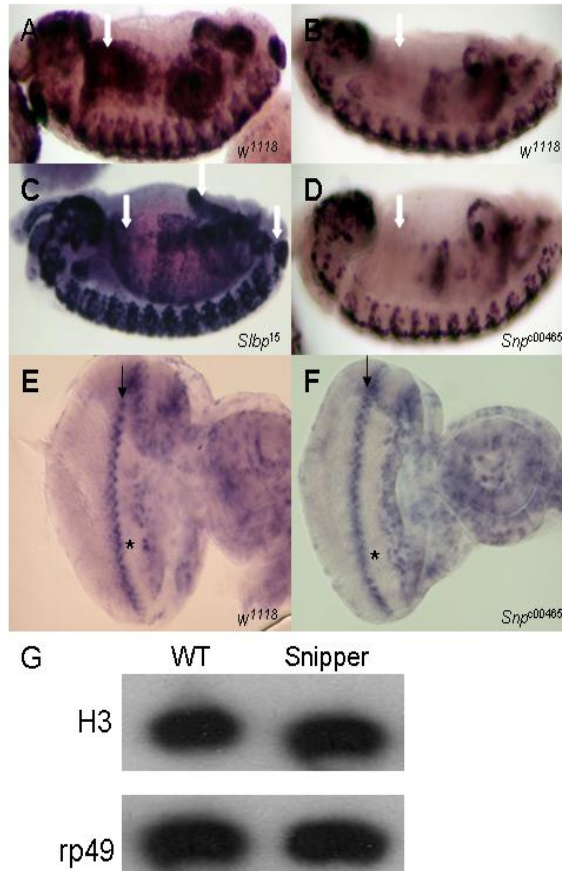 A
W1118
B
W1118
C
Slbp15
D
Snpc00465
E
*
W1118
F
*
Snpc00465
G
WT Snipper
H3
rp49